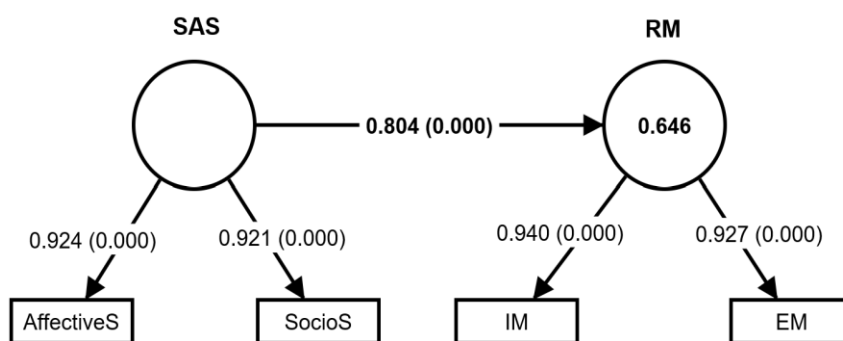 SAS
RM
0.804 (0.000)
0.646
0.924 (0.000)
0.921 (0.000)
0.940 (0.000)
0.927 (0.000)
AffectiveS
SocioS
IM
EM